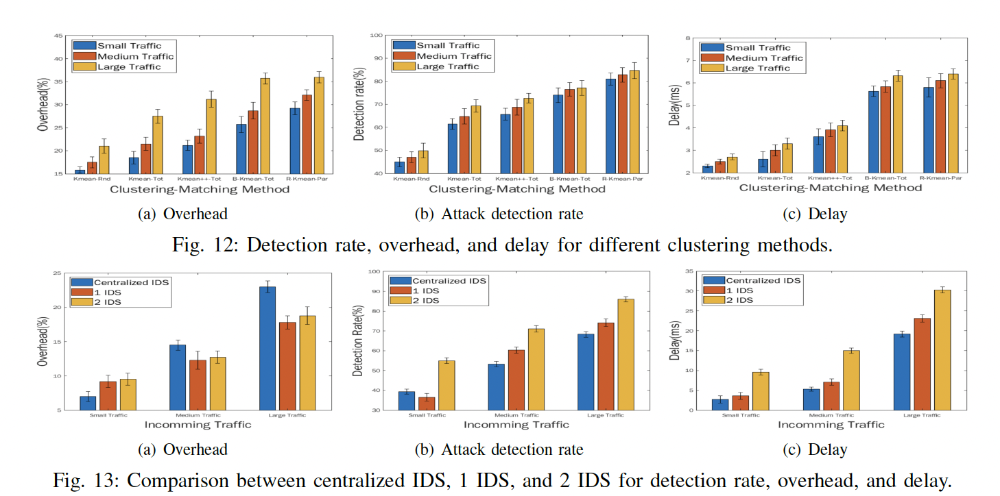 45
40
35
30
25
20
15
Overhead(%)
Small Traffic
Medium Traffic
Large Traffic
Kmean-Rnd Kmean-Tot Kmean++-Tot B-Kmean-Tot R-Kmean-Par
Clustering-Matching Method
(a) Overhead
100
90
80
70
60
50
40
Detection rate(%)
Small Traffic
Medium Traffic
Large Traffic
Kmean-Rnd Kmean-Tot Kmean++-Tot B-Kmean-Tot R-Kmean-Par
Clustering-Matching Method
(b) Attack detection rate
8
7
6
5
4
3
2
Delay(ms)
Small Traffic
Medium Traffic
Large Traffic
Kmean-Rnd Kmean-Tot Kmean++-Tot B-Kmean-Tot R-Kmean-Par
Clustering-Matching Method
(c) Delay
Fig. 12: Detection rate, overhead, and delay for different clustering methods.
25
20
15
10
5
Overhead(%)
Centralized IDS
1 IDS
2 IDS
Small Traffic Medium Traffic Large Traffic
Incomming Traffic
(a) Overhead
100
90
80
70
60
50
40
30
Detection Rate(%)
Centralized IDS
1 IDS
2 IDS
Small Traffic Medium Traffic Large Traffic
Incomming Traffic
(b) Attack detection rate
35
30
25
20
15
10
5
0
Delay(ms)
Centralized IDS
1 IDS
2 IDS
Small Traffic Medium Traffic Large Traffic
Incomming Traffic
(c) Delay
Fig. 13: Comparison between centralized IDS, 1 IDS, and 2 IDS for detection rate, overhead, and delay.